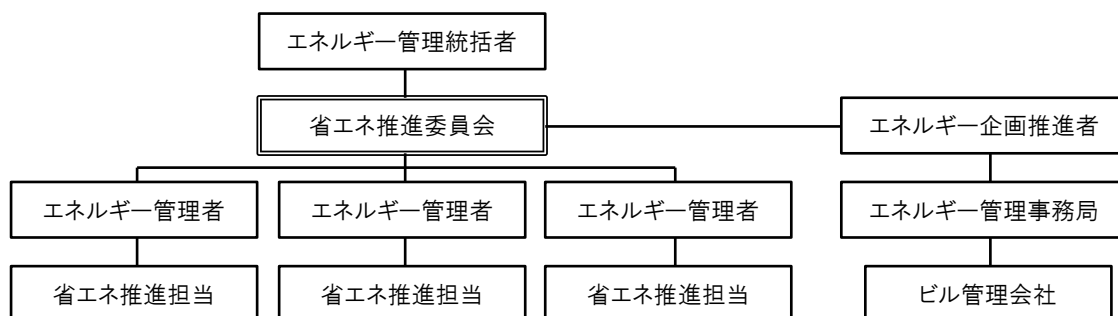 エネルギー管理統括者
省エネ推進委員会
エネルギー企画推進者
エネルギー管理者
エネルギー管理者
エネルギー管理者
エネルギー管理事務局
省エネ推進担当
省エネ推進担当
省エネ推進担当
ビル管理会社